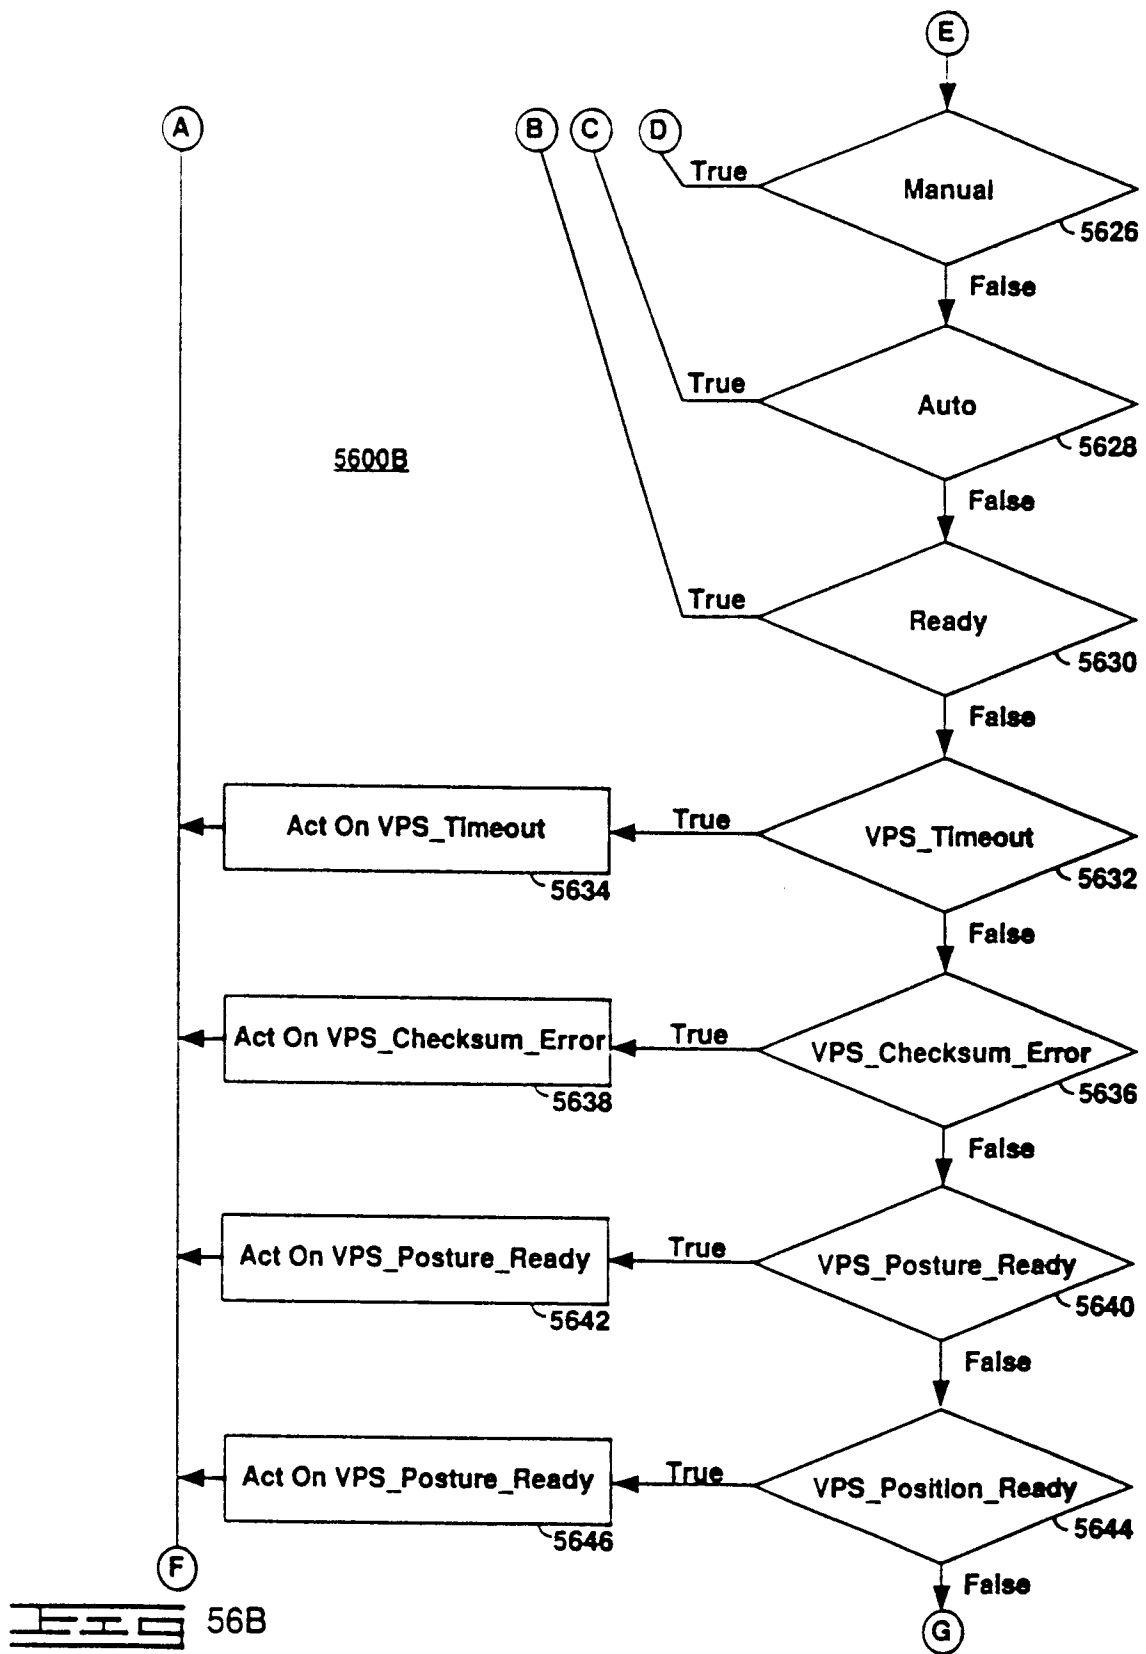 E
A
B
C
D
True
Manual
5626
False
True
Auto
5628
5600B
False
True
Ready
5630
False
Act On VPS_Timeout
True
VPS_Timeout
5634
5632
False
Act On VPS_Checksum_Error
True
VPS_Checksum_Error
5638
5636
False
Act On VPS_Posture_Ready
True
VPS_Posture_Ready
5642
5640
False
Act On VPS_Posture_Ready
True
VPS_Position_Ready
5646
5644
F
False
FIG 56B
G